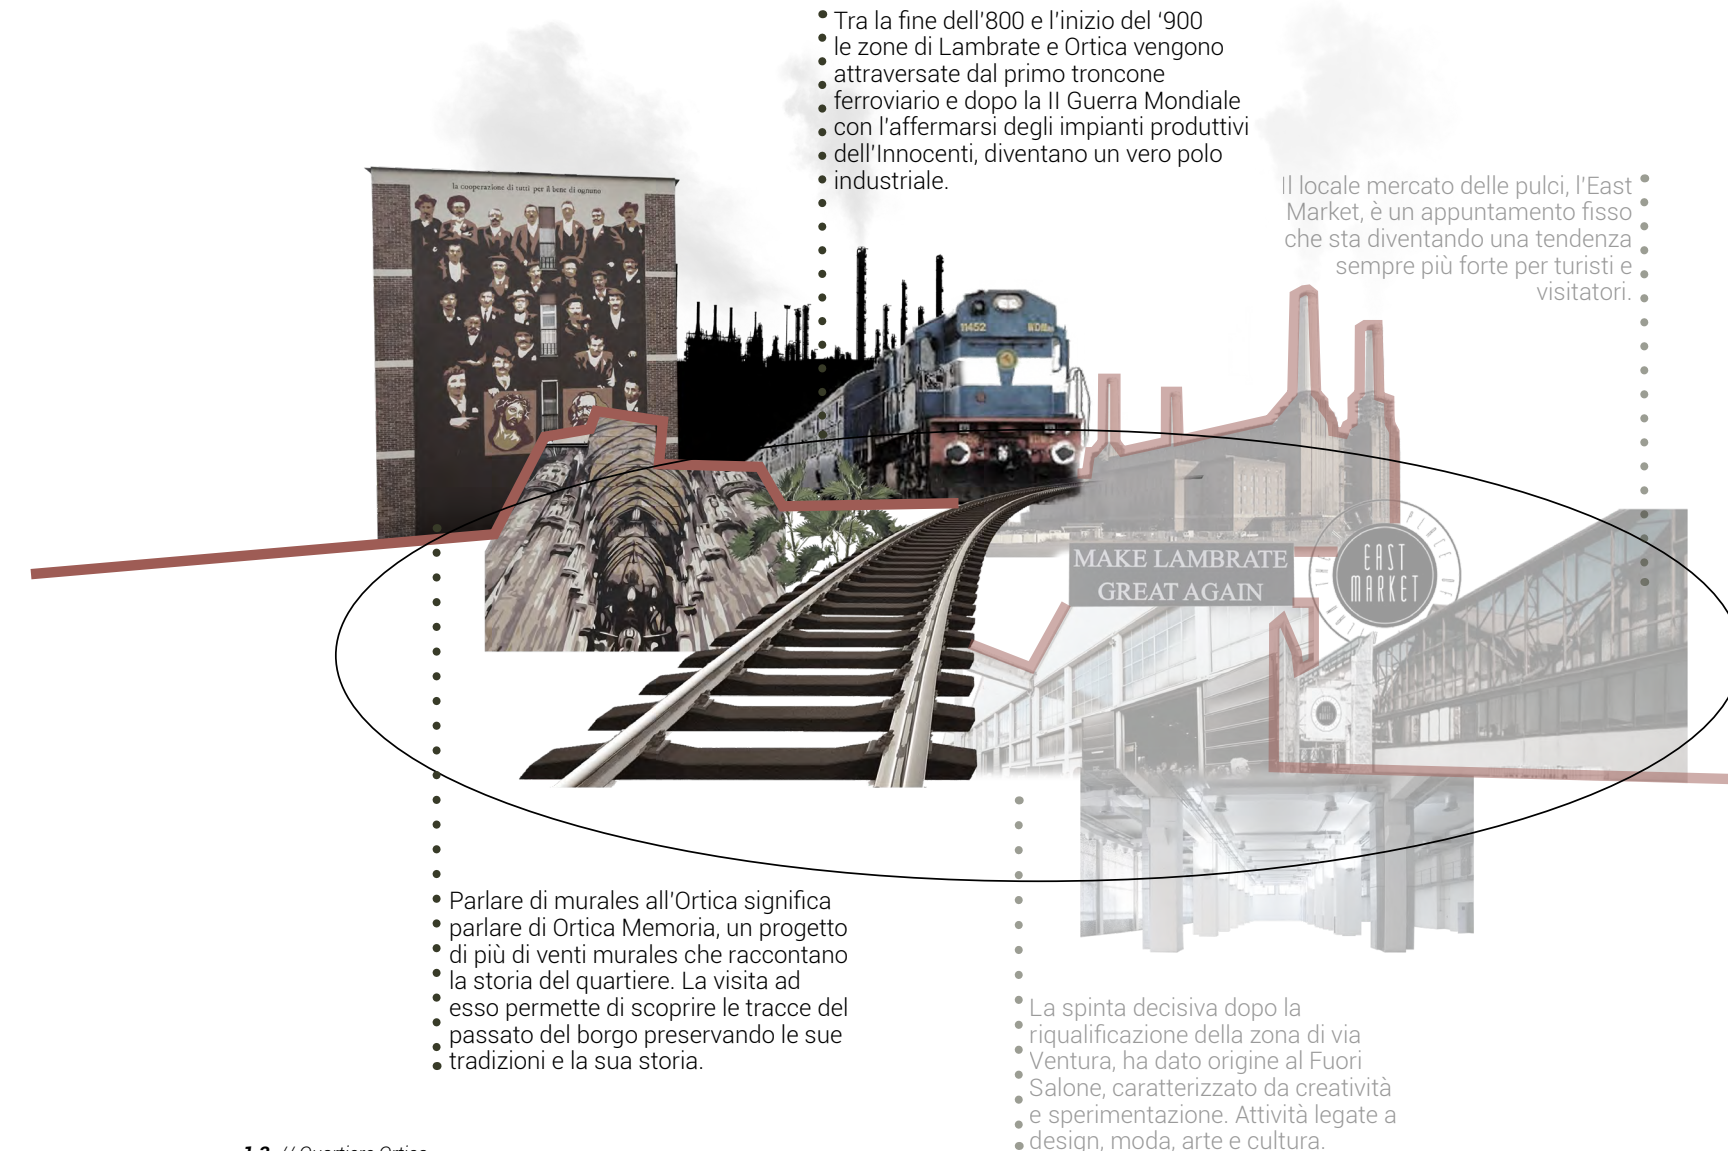 Tra la fine dell'800 e l'inizio del ‘900
le zone di Lambrate e Ortica vengono
attraversate dal primo troncone
ferroviario e dopo la II Guerra Mondiale
con l'affermarsi degli impianti produttivi
dell'Innocenti, diventano un vero polo
industriale.
Il locale mercato delle pulci, l'East
Market, è un appuntamento fisso
che sta diventando una tendenza
sempre più forte per turisti e
visitatori.
la cooperazione di tutti per il bene di ognuno
11452
MAKE LAMBRATE
GREAT AGAIN
EAST
MARKET
Parlare di murales all'Ortica significa
parlare di Ortica Memoria, un progetto
di più di venti murales che raccontano
la storia del quartiere. La visita ad
esso permette di scoprire le tracce del
passato del borgo preservando le sue
tradizioni e la sua storia.
La spinta decisiva dopo la
riqualificazione della zona di via
Ventura, ha dato origine al Fuori
Salone, caratterizzato da creatività
e sperimentazione. Attività legate a
design, moda, arte e cultura.
1.2 // Quartiere Ortica